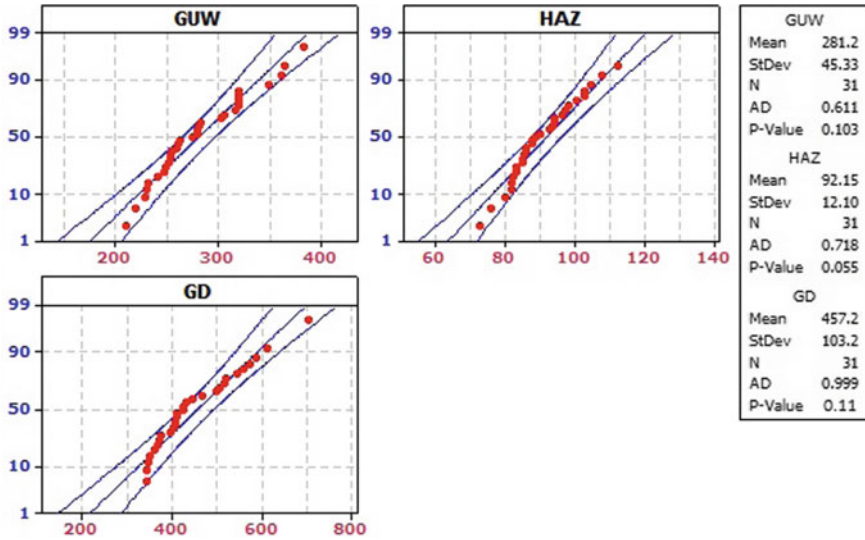 GUW
99
90
50
10
1
200 300 400
HAZ
99
90
50
10
1
60 80 100 120 140
GD
99
90
50
10
1
200 400 600 800
GUW
Mean 281.2
StDev 45.33
N 31
AD 0.611
P-Value 0.103
HAZ
Mean 92.15
StDev 12.10
N 31
AD 0.718
P-Value 0.055
GD
Mean 457.2
StDev 103.2
N 31
AD 0.999
P-Value 0.11